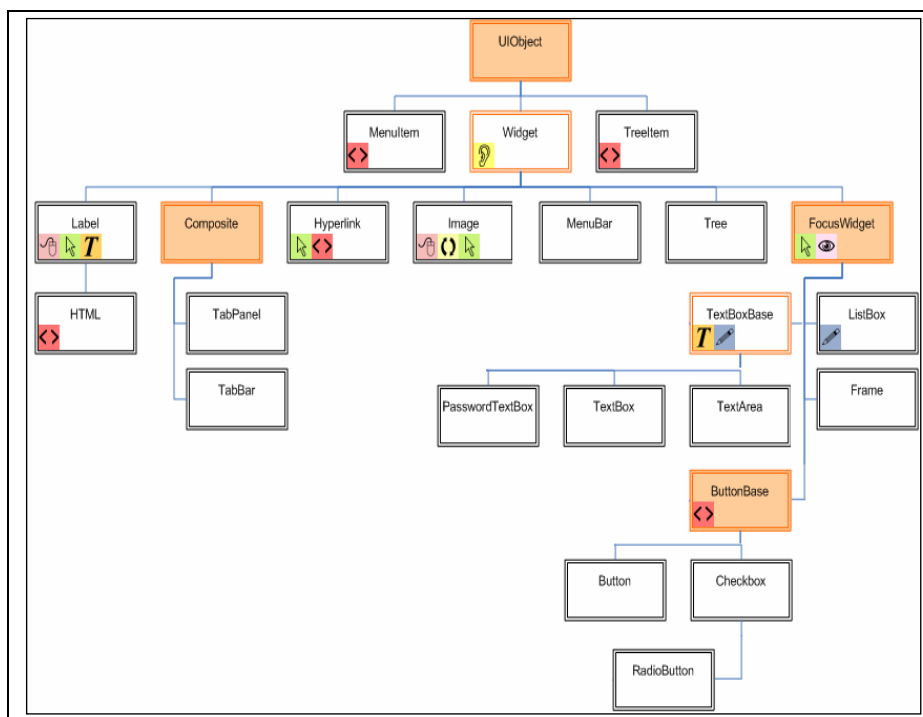 UIObject
MenuItem
Widget
TreeItem
Label
Composite
Hyperlink
Image
MenuBar
Tree
FocusWidget
T
HTML
TabPanel
TextBoxBase
T
ListBox
TabBar
PasswordTextBox
TextBox
TextArea
Frame
ButtonBase
Button
Checkbox
RadioButton